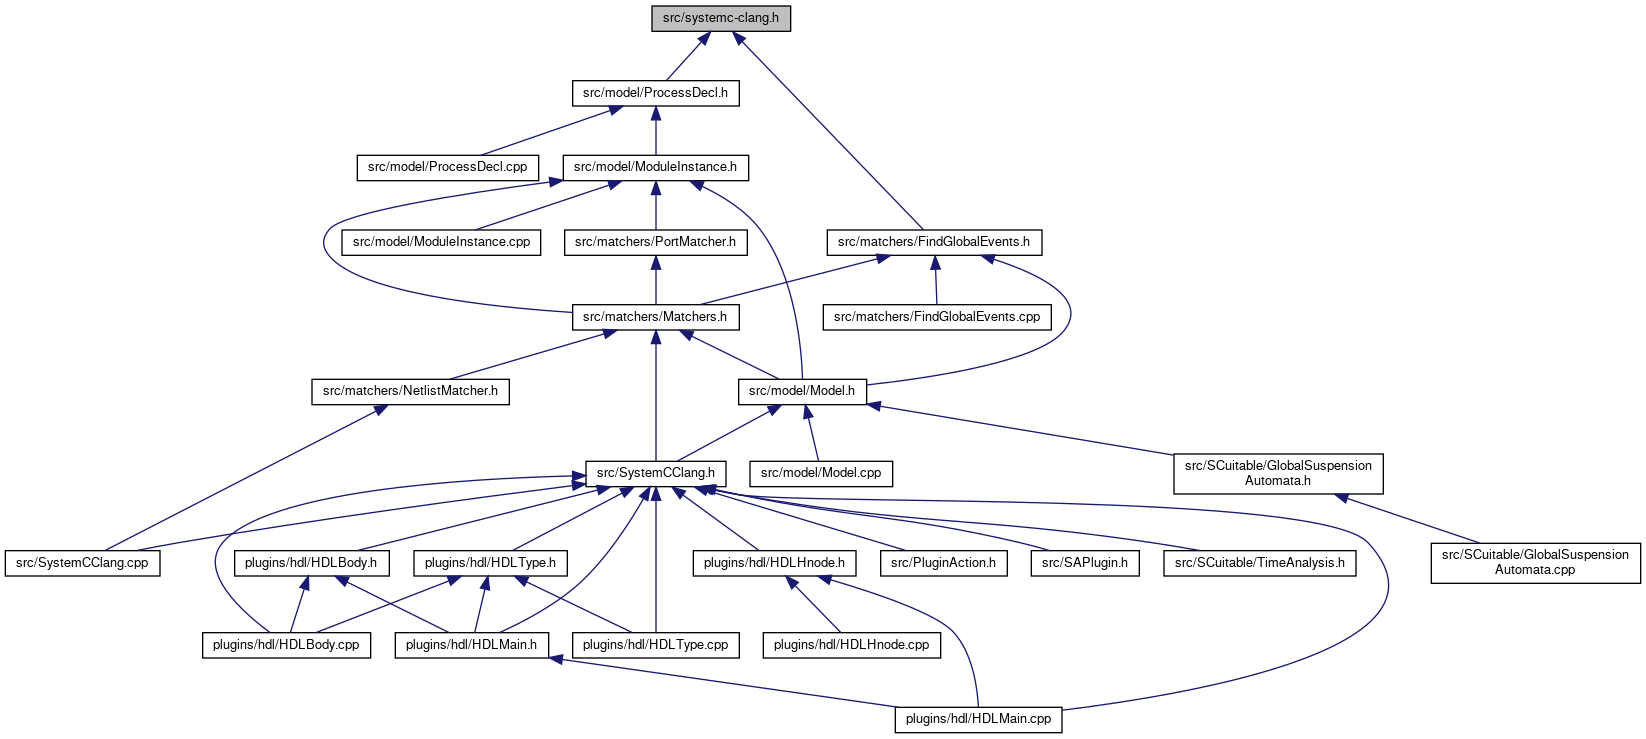 src/systemc-clang.h
src/model/ProcessDecl.h
src/model/ProcessDecl.cpp
src/model/ModuleInstance.h
src/model/ModuleInstance.cpp
src/matchers/PortMatcher.h
src/matchers/FindGlobalEvents.h
src/matchers/Matchers.h
src/matchers/FindGlobalEvents.cpp
src/matchers/NetlistMatcher.h
src/model/Model.h
src/SystemCClang.h
src/model/Model.cpp
src/SCuitable/GlobalSuspension
Automata.h
src/SystemCClang.cpp
plugins/hdl/HDLBody.h
plugins/hdl/HDLType.h
plugins/hdl/HDLHnode.h
src/PluginAction.h
src/SAPlugin.h
src/SCuitable/TimeAnalysis.h
src/SCuitable/GlobalSuspension
Automata.cpp
plugins/hdl/HDLBody.cpp
plugins/hdl/HDLMain.h
plugins/hdl/HDLType.cpp
plugins/hdl/HDLHnode.cpp
plugins/hdl/HDLMain.cpp